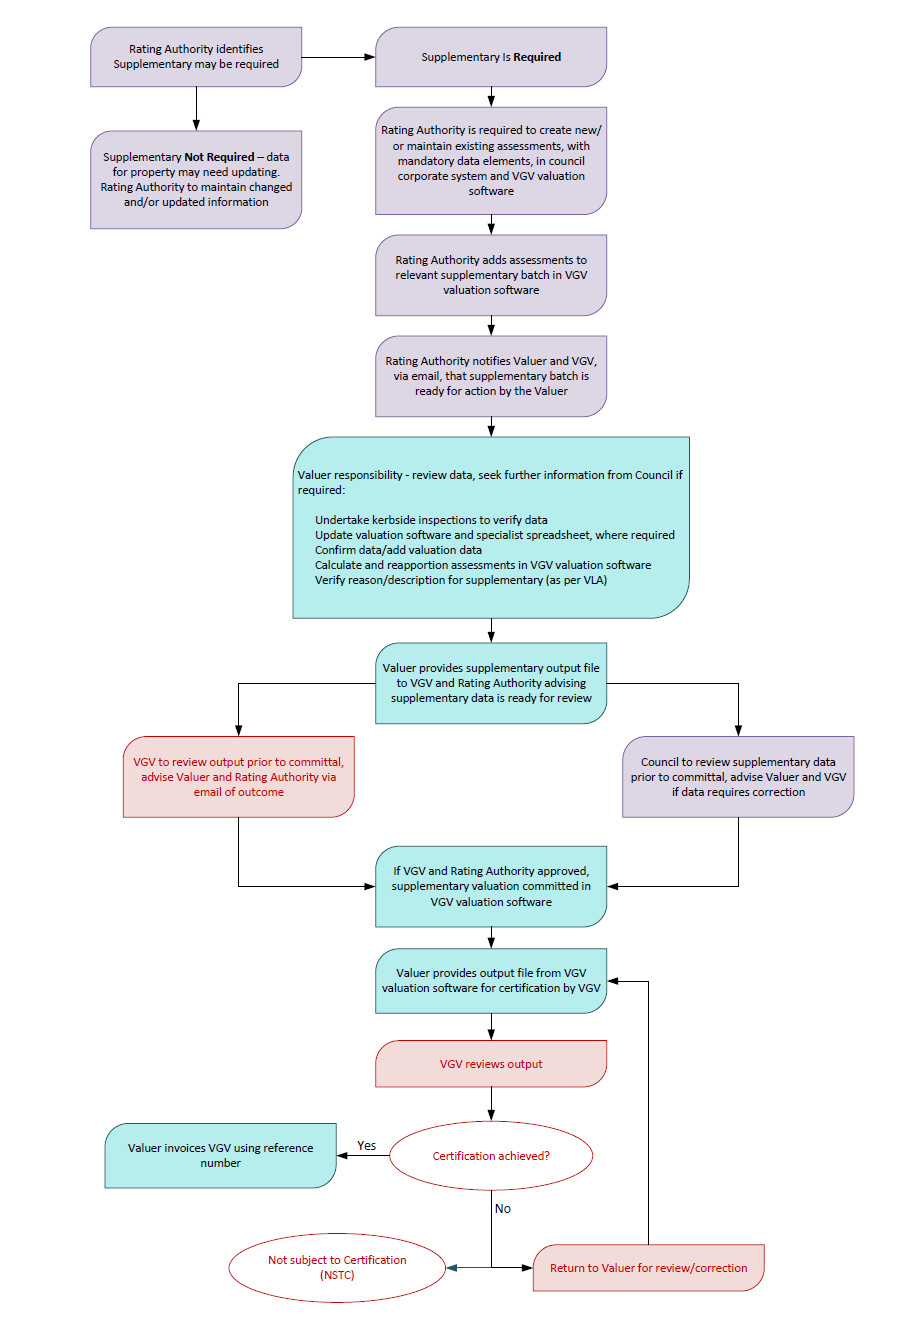 Rating Authority identifies
Supplementary may be required
Supplementary Is Required
Supplementary Not Required – data
for property may need updating.
Rating Authority to maintain changed
and/or updated information
Rating Authority is required to create new/
or maintain existing assessments, with
mandatory data elements, in council
corporate system and VGV valuation
software
Rating Authority adds assessments to
relevant supplementary batch in VGV
valuation software
Rating Authority notifies Valuer and VGV,
via email, that supplementary batch is
ready for action by the Valuer
Valuer responsibility - review data, seek further information from Council if
required:
Undertake kerbside inspections to verify data
Update valuation software and specialist spreadsheet, where required
Confirm data/add valuation data
Calculate and reapportion assessments in VGV valuation software
Verify reason/description for supplementary (as per VLA)
Valuer provides supplementary output file
to VGV and Rating Authority advising
supplementary data is ready for review
VGV to review output prior to committal,
advise Valuer and Rating Authority via
email of outcome
Council to review supplementary data
prior to committal, advise Valuer and VGV
if data requires correction
If VGV and Rating Authority approved,
supplementary valuation committed in
VGV valuation software
Valuer provides output file from VGV
valuation software for certification by VGV
VGV reviews output
Certification achieved?
Yes
Valuer invoices VGV using reference
number
No
Not subject to Certification
(NSTC)
Return to Valuer for review/correction